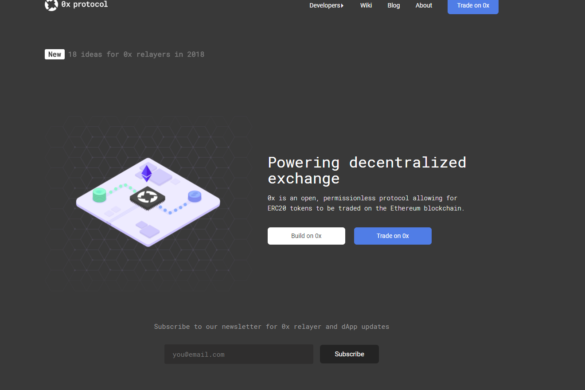 0x protocol
Developers Wiki Blog About Trade on 0x
New 18 ideas for 0x relayers in 2018
Powering decentralized
exchange
0x is an open, permissionless protocol allowing for
ERC20 tokens to be traded on the Ethereum blockchain.
Build on 0x Trade on 0x
Subscribe to our newsletter for 0x relayer and dApp updates
you@email.com Subscribe